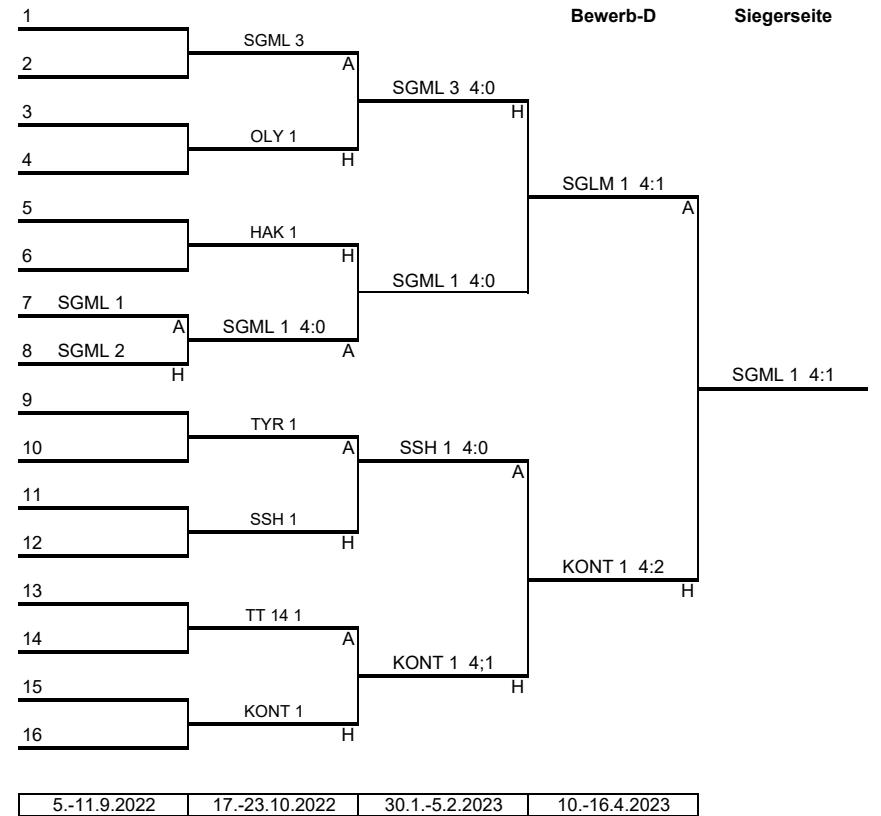 1 Bewerb-D Siegerseite
SGML 3
2 A
SGML 3 4:0
3 H
OLY 1
4 H
SGLM 1 4:1
5 A
HAK 1
6 H
SGML 1 4:0
7 SGML 1
A SGML 1 4:0
8 SGML 2 A
H SGML 1 4:1
9
TYR 1
10 A SSH 1 4:0
A
11
SSH 1
12 H
KONT 1 4:2
13 H
TT 14 1
14 A
KONT 1 4;1
15 H
KONT 1
16 H
5.-11.9.2022 17.-23.10.2022 30.1.-5.2.2023 10.-16.4.2023